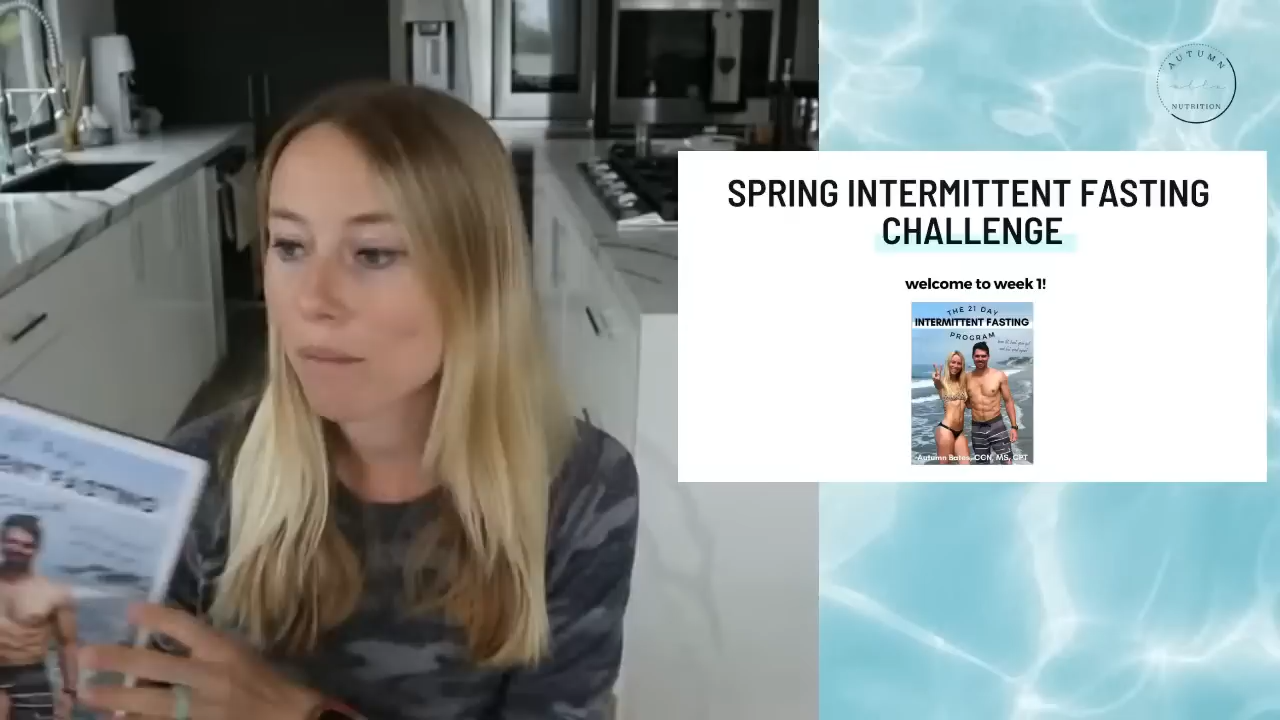 AUTUMN
NUTRITION
SPRING INTERMITTENT FASTING
CHALLENGE
welcome to week 1!
THE 21 DAY
INTERMITTENT FASTING
PROGRAM
Autumn Bates, CCN, MS, CPT
FASTING